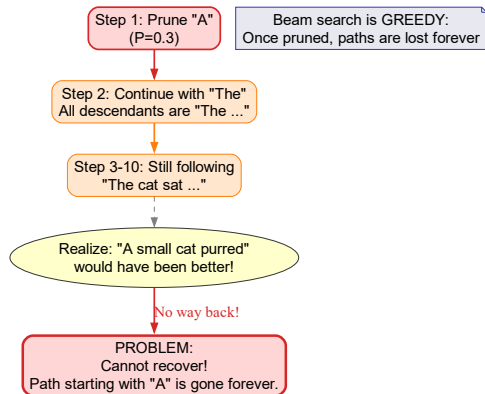 Step 1: Prune "A"
(P=0.3)
Beam search is GREEDY:
Once pruned, paths are lost forever
Step 2: Continue with "The"
All descendants are "The ..."
Step 3-10: Still following
"The cat sat ..."
Realize: "A small cat purred"
would have been better!
No way back!
PROBLEM:
Cannot recover!
Path starting with "A" is gone forever.